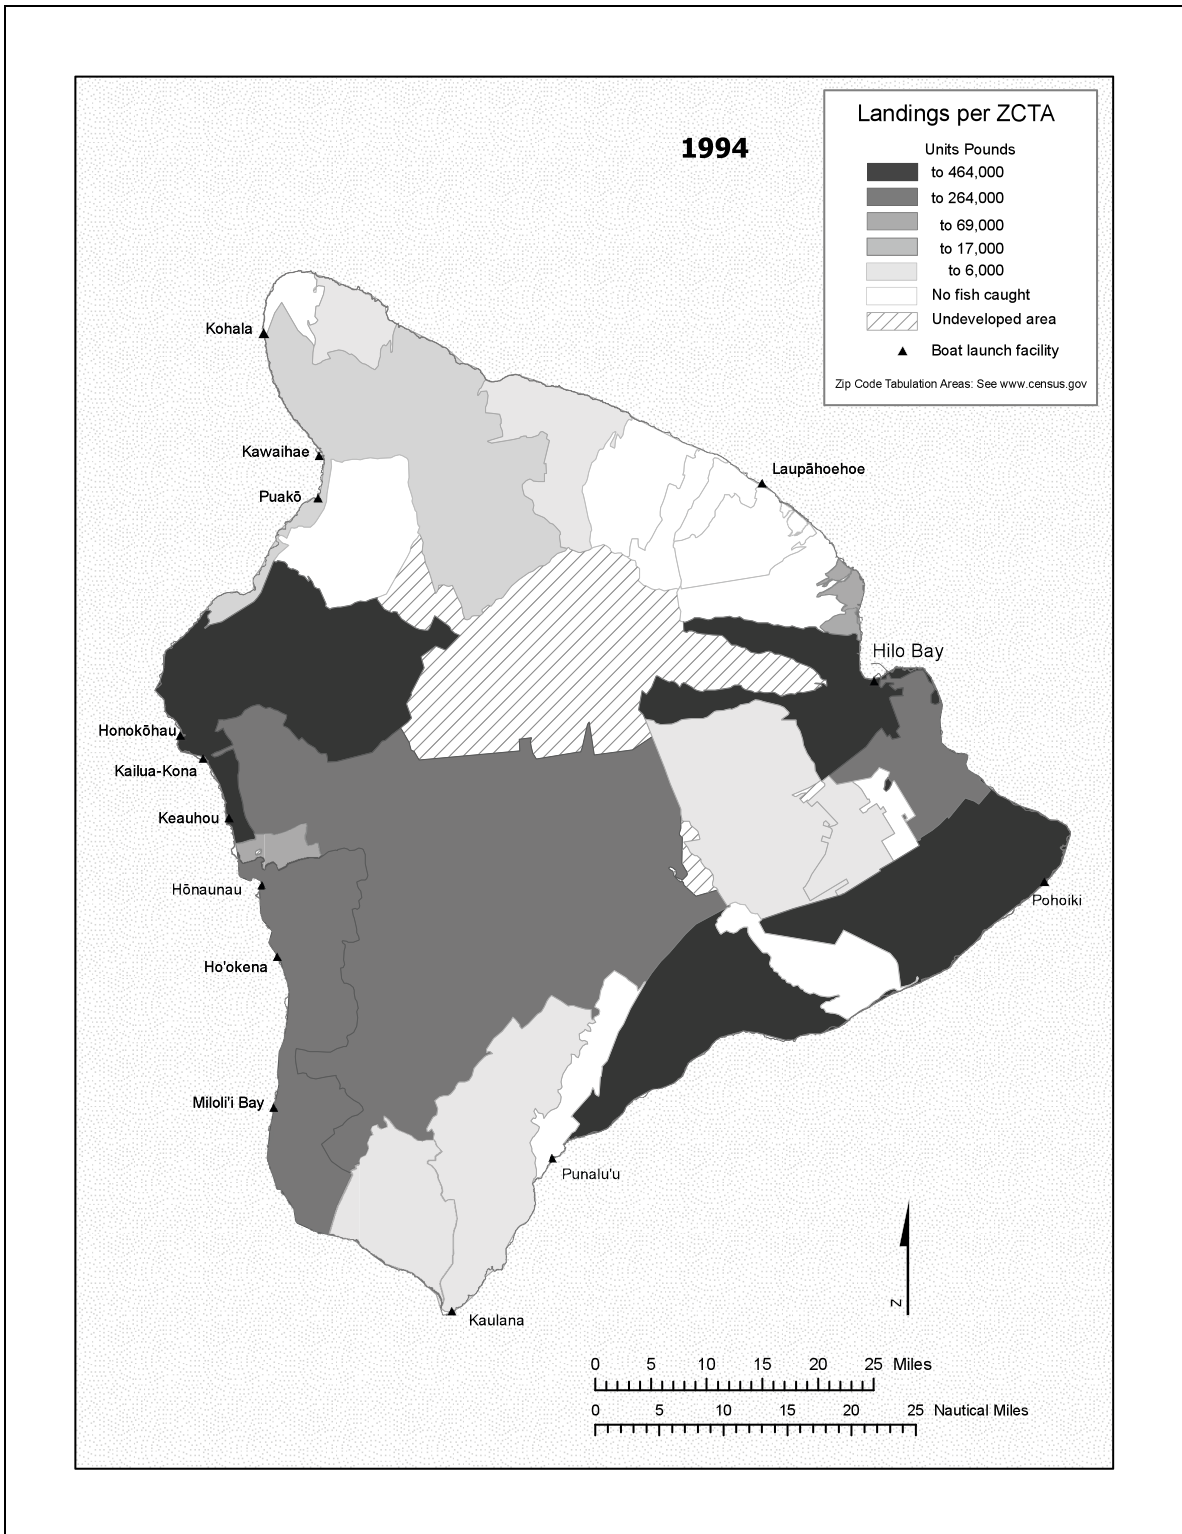 1994
Landings per ZCTA
Units Pounds
to 464,000
to 264,000
to 69,000
to 17,000
to 6,000
No fish caught
Undeveloped area
Boat launch facility
Zip Code Tabulation Areas: See www.census.gov
Kohala
Kawaihae
Puakō
Laupāhoehoe
Hilo Bay
Honokōhau
Kailua-Kona
Keauhou
Hōnaunau
Pohoiki
Ho'okena
Miloli'i Bay
Punalu'u
Kaulana
N
0 5 10 15 20 25 Miles
0 5 10 15 20 25 Nautical Miles